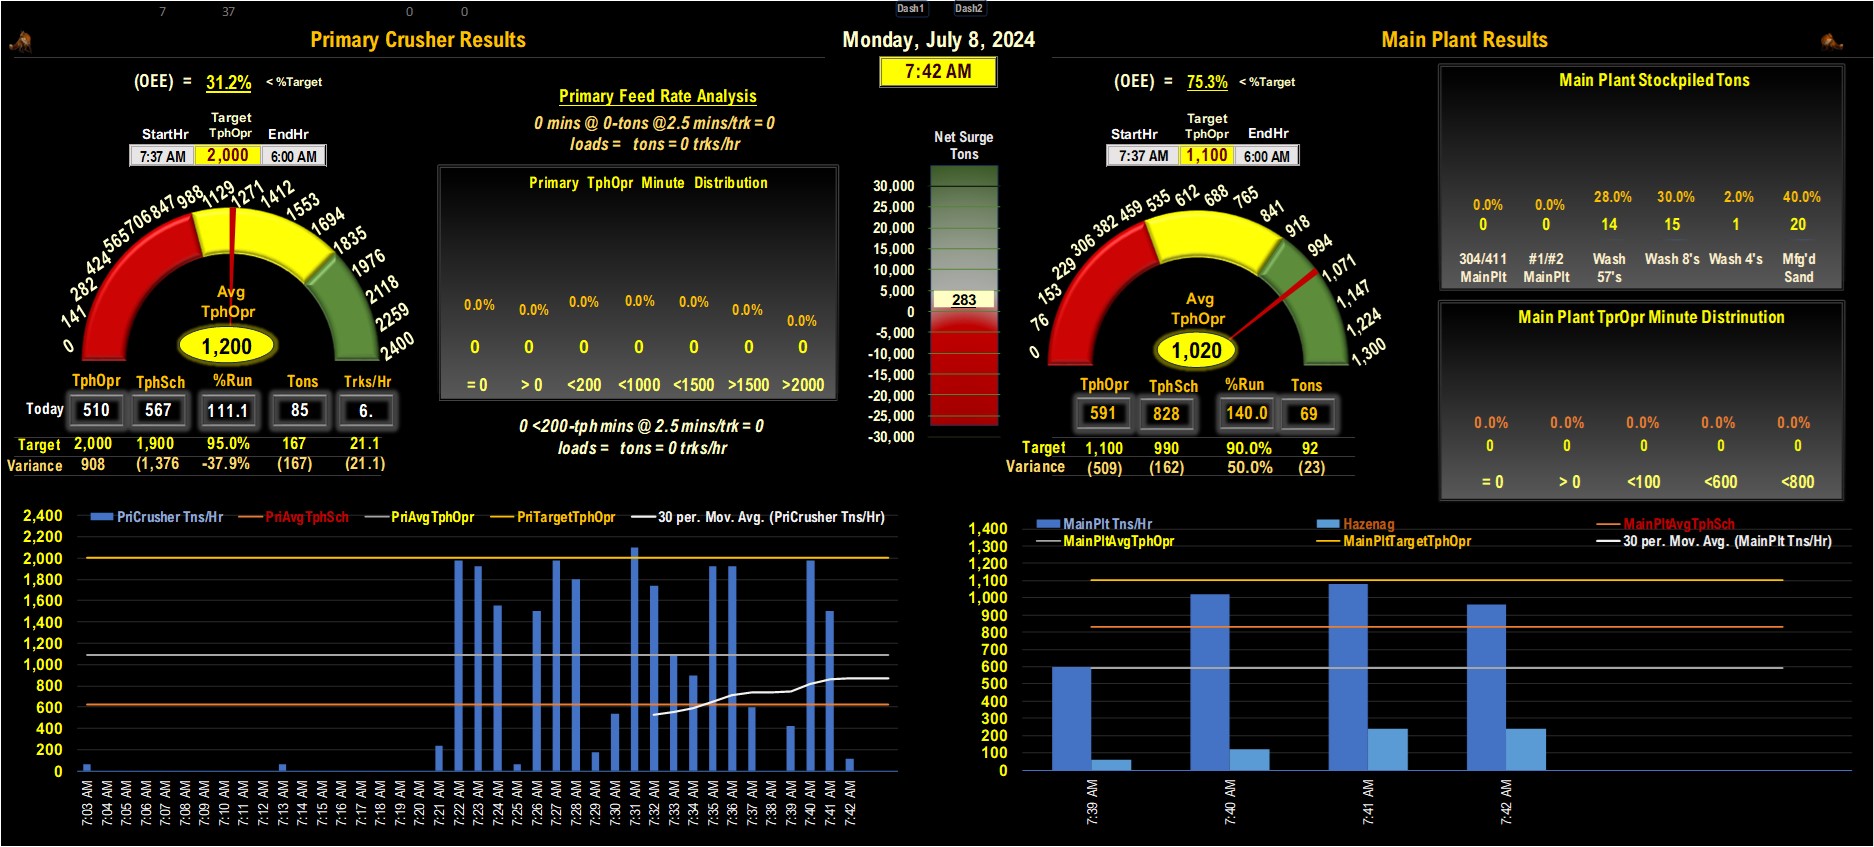 7 37 0 0 Dash1 Dash2
Primary Crusher Results
Monday, July 8, 2024
Main Plant Results
7:42 AM
(OEE) = 31.2% < %Target
Target
StartHr TphOpr EndHr
7:37 AM 2,000 6:00 AM
0 141 282 424 565 706 847 988 1129 1271 1412 1553 1694 1835 1976 2118 2259 2400
Avg
TphOpr
1,200
TphOpr TphSch %Run Tons Trks/Hr
Today 510 567 111.1 85 6.
Target 2,000 1,900 95.0% 167 21.1
Variance 908 (1,376 -37.9% (167) (21.1)
Primary Feed Rate Analysis
0 mins @ 0-tons @2.5 mins/trk = 0
loads = tons = 0 trks/hr
Primary TphOpr Minute Distribution
0.0% 0.0% 0.0% 0.0% 0.0% 0.0% 0.0%
0 0 0 0 0 0 0
= 0 > 0 <200 <1000 <1500 >1500 >2000
0 <200-tph mins @ 2.5 mins/trk = 0
loads = tons = 0 trks/hr
Net Surge
Tons
30,000
25,000
20,000
15,000
10,000
5,000
283
0
-5,000
-10,000
-15,000
-20,000
-25,000
-30,000
(OEE) = 75.3% < %Target
Target
StartHr TphOpr EndHr
7:37 AM 1,100 6:00 AM
0 76 153 229 306 382 459 535 612 688 765 841 918 994 1,071 1,147 1,224 1,300
Avg
TphOpr
1,020
TphOpr TphSch %Run Tons
591 828 140.0 69
Target 1,100 990 90.0% 92
Variance (509) (162) 50.0% (23)
Main Plant Stockpiled Tons
0.0% 0.0% 28.0% 30.0% 2.0% 40.0%
0 0 14 15 1 20
304/411 #1/#2 Wash Wash 8's Wash 4's Mfg'd
MainPlt MainPlt 57's Sand
Main Plant TprOpr Minute Distrinution
0.0% 0.0% 0.0% 0.0% 0.0%
0 0 0 0 0
= 0 > 0 <100 <600 <800
PriCrusher Tns/Hr PriAvgTphSch PriAvgTphOpr PriTargetTphOpr 30 per. Mov. Avg. (PriCrusher Tns/Hr)
2,400
2,200
2,000
1,800
1,600
1,400
1,200
1,000
800
600
400
200
0
7:03 AM 7:04 AM 7:05 AM 7:06 AM 7:07 AM 7:08 AM 7:09 AM 7:10 AM 7:11 AM 7:12 AM 7:13 AM 7:14 AM 7:15 AM 7:16 AM 7:17 AM 7:18 AM 7:19 AM 7:20 AM 7:21 AM 7:22 AM 7:23 AM 7:24 AM 7:25 AM 7:26 AM 7:27 AM 7:28 AM 7:29 AM 7:30 AM 7:31 AM 7:32 AM 7:33 AM 7:34 AM 7:35 AM 7:36 AM 7:37 AM 7:38 AM 7:39 AM 7:40 AM 7:41 AM 7:42 AM
MainPlt Tns/Hr Hazenag MainPltAvgTphSch
MainPltAvgTphOpr MainPltTargetTphOpr 30 per. Mov. Avg. (MainPlt Tns/Hr)
1,400
1,300
1,200
1,100
1,000
900
800
700
600
500
400
300
200
100
0
7:39 AM 7:40 AM 7:41 AM 7:42 AM